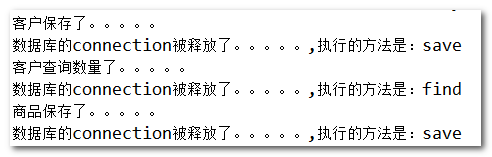 客户保存了。。。。。
数据库的connection被释放了。。。。。,执行的方法是：save
客户查询数量了。。。。。
数据库的connection被释放了。。。。。,执行的方法是：find
商品保存了。。。。。
数据库的connection被释放了。。。。。,执行的方法是：save